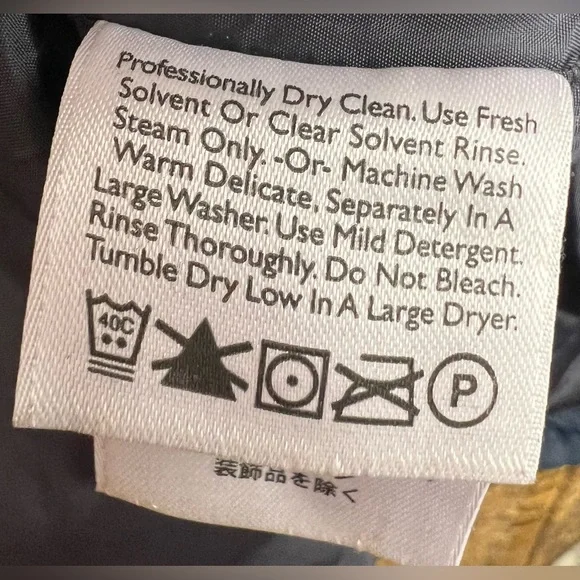 Professionally Dry Clean. Use Fresh
Solvent Or Clear Solvent Rinse.
Steam Only. -Or- Machine Wash
Warm Delicate, Separately In A
Large Washer. Use Mild Detergent.
Rinse Thoroughly. Do Not Bleach.
Tumble Dry Low In A Large Dryer.
40C
P
装飾品を除く